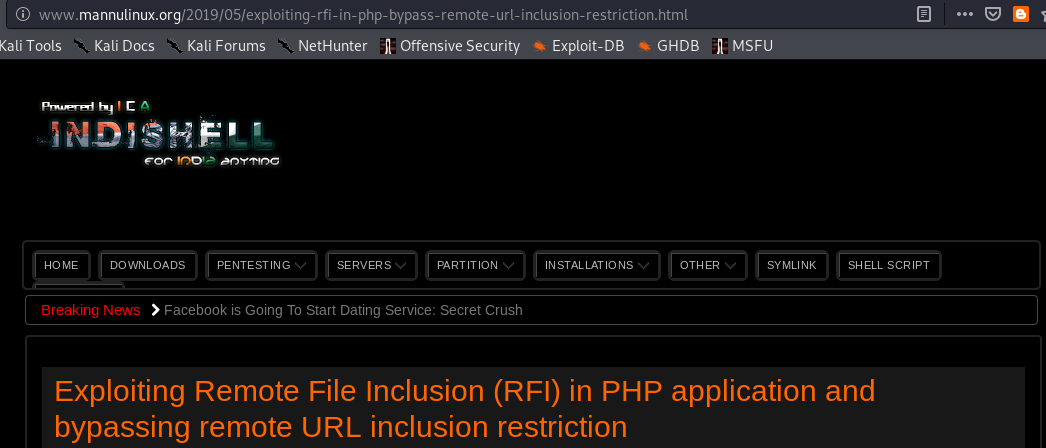 www.mannulinux.org/2019/05/exploiting-rfi-in-php-bypass-remote-url-inclusion-restriction.html
Kali Tools Kali Docs Kali Forums NetHunter Offensive Security Exploit-DB GHDB MSFU
Powered by I C A
INDISHELL
FOR INDIA ANYTING
HOME DOWNLOADS PENTESTING SERVERS PARTITION INSTALLATIONS OTHER SYMLINK SHELL SCRIPT
Breaking News Facebook is Going To Start Dating Service: Secret Crush
Exploiting Remote File Inclusion (RFI) in PHP application and
bypassing remote URL inclusion restriction